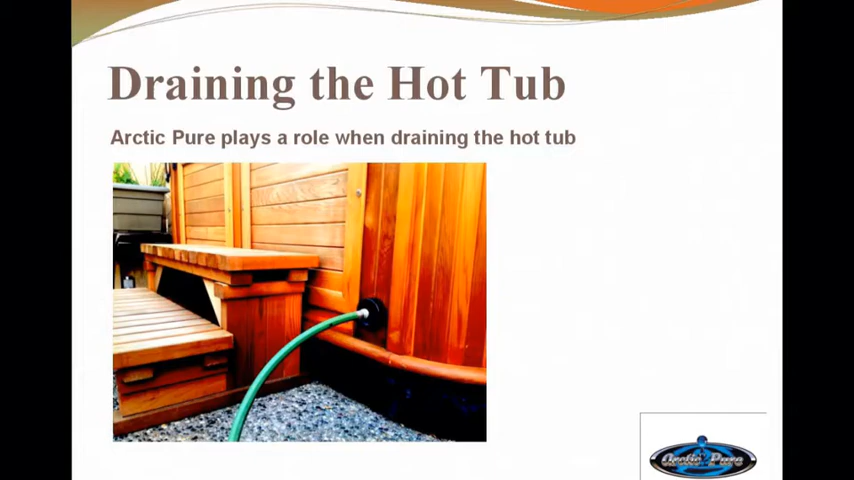 Draining the Hot Tub
Arctic Pure plays a role when draining the hot tub
Arctic Pure